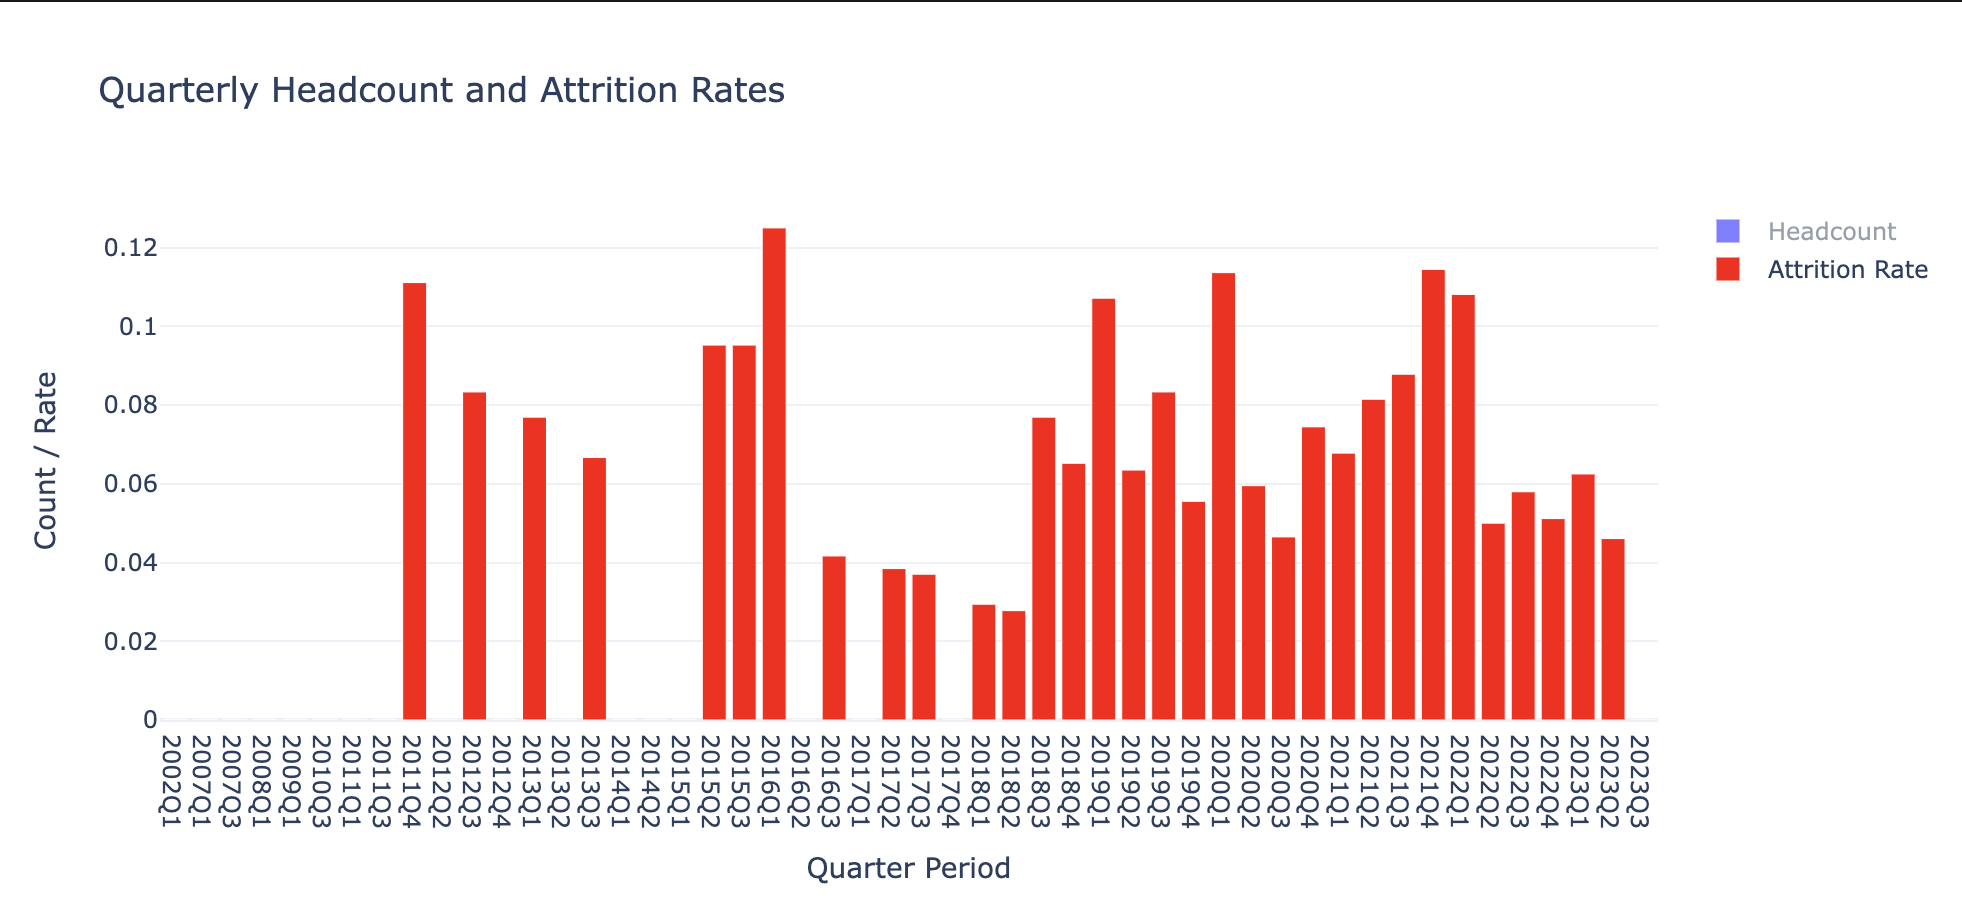 Quarterly Headcount and Attrition Rates
Headcount
Attrition Rate
Count / Rate
0.12
0.1
0.08
0.06
0.04
0.02
0
2002Q1
2007Q1
2007Q3
2008Q1
2009Q1
2010Q3
2011Q1
2011Q3
2011Q4
2012Q2
2012Q3
2012Q4
2013Q1
2013Q2
2013Q3
2014Q1
2014Q2
2015Q1
2015Q2
2015Q3
2016Q1
2016Q2
2016Q3
2017Q1
2017Q2
2017Q3
2017Q4
2018Q1
2018Q2
2018Q3
2018Q4
2019Q1
2019Q2
2019Q3
2019Q4
2020Q1
2020Q2
2020Q3
2020Q4
2021Q1
2021Q2
2021Q3
2021Q4
2022Q1
2022Q2
2022Q3
2022Q4
2023Q1
2023Q2
2023Q3
Quarter Period